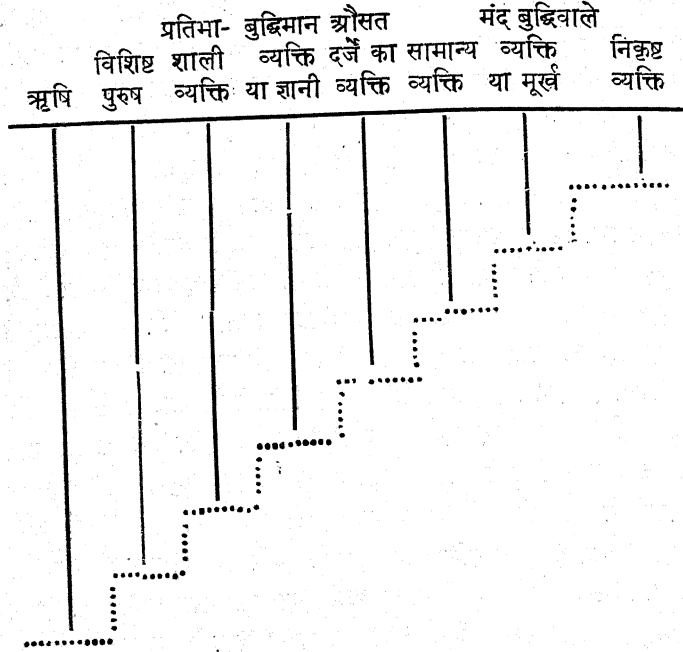 प्रतिभा- बुद्धिमान औसत मंद बुद्धिवाले
विशिष्ट शाली व्यक्ति दर्जे का सामान्य व्यक्ति निकृष्ट
ऋषि पुरुष व्यक्ति या ज्ञानी व्यक्ति व्यक्ति या मूर्ख व्यक्ति